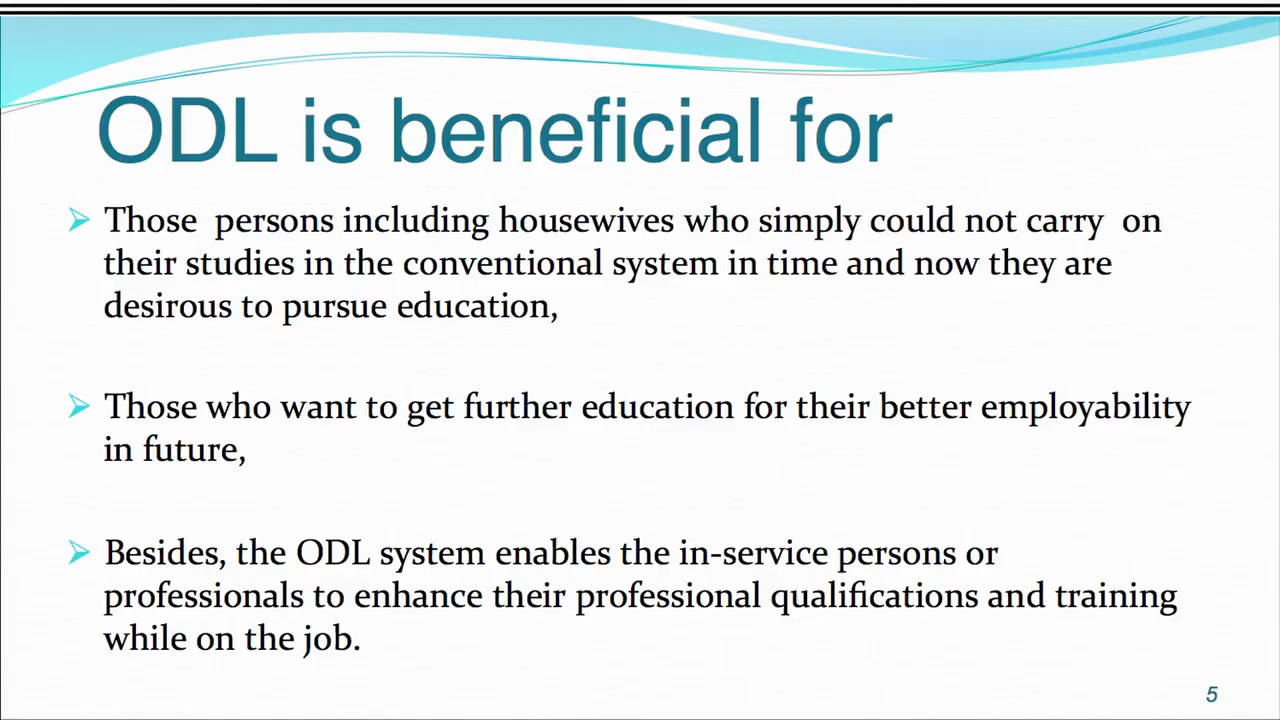 ODL is beneficial for
Those persons including housewives who simply could not carry on
their studies in the conventional system in time and now they are
desirous to pursue education,
Those who want to get further education for their better employability
in future,
Besides, the ODL system enables the in-service persons or
professionals to enhance their professional qualifications and training
while on the job.
5